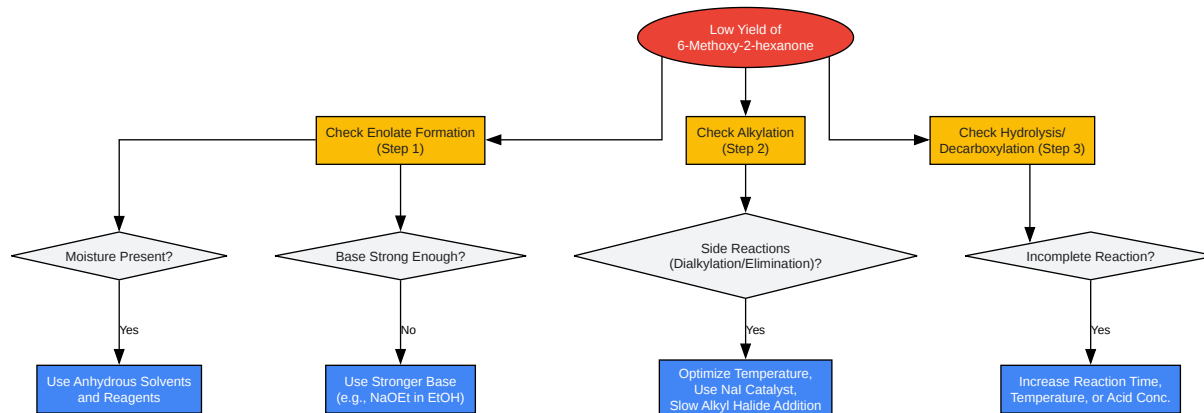 Low Yield of
6-Methoxy-2-hexanone
Check Enolate Formation
(Step 1)
Check Alkylation
(Step 2)
Check Hydrolysis/
Decarboxylation (Step 3)
Moisture Present?
Base Strong Enough?
Side Reactions
(Dialkylation/Elimination)?
Incomplete Reaction?
Yes
No
Yes
Yes
Use Anhydrous Solvents
and Reagents
Use Stronger Base
(e.g., NaOEt in EtOH)
Optimize Temperature,
Use NaI Catalyst,
Slow Alkyl Halide Addition
Increase Reaction Time,
Temperature, or Acid Conc.